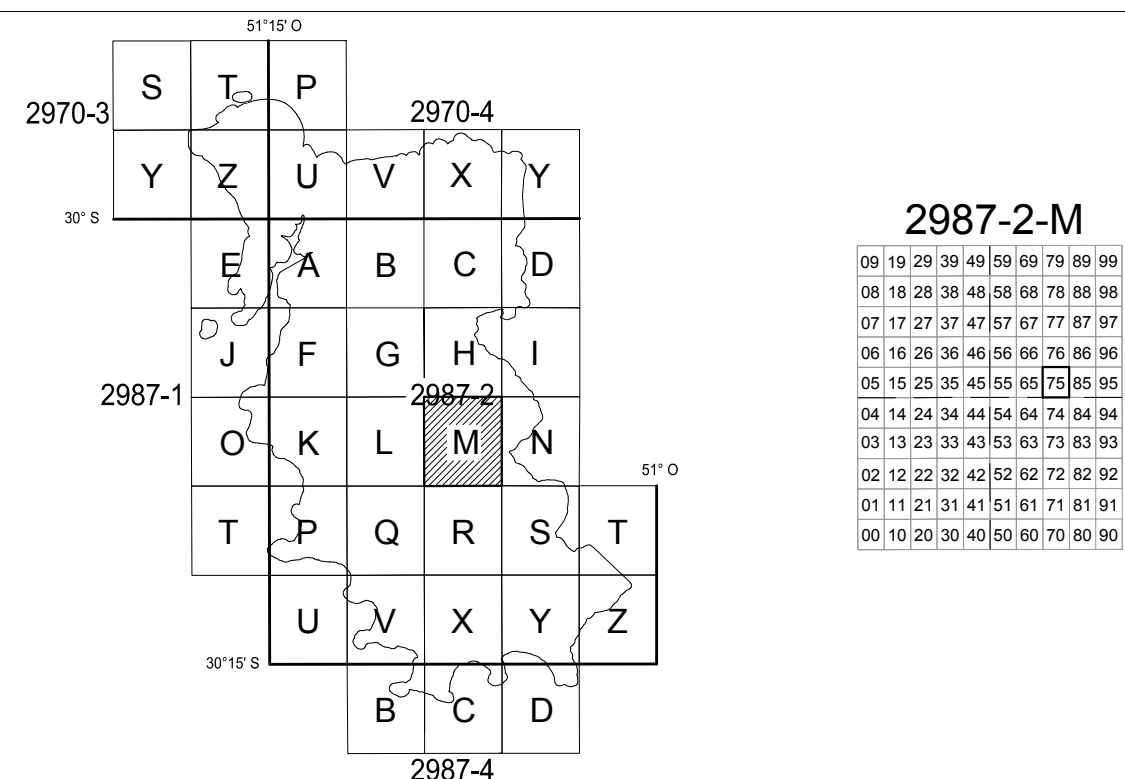 51°15' O
S T P
2970-3 2970-4
Y Z U V X Y
30° S
E A B C D
J F G H I
2987-1 2987-2
O K L M N
51° O
T P Q R S T
U V X Y Z
30°15' S
B C D
2987-4
2987-2-M
09 19 29 39 49 59 69 79 89 99
08 18 28 38 48 58 68 78 88 98
07 17 27 37 47 57 67 77 87 97
06 16 26 36 46 56 66 76 86 96
05 15 25 35 45 55 65 75 85 95
04 14 24 34 44 54 64 74 84 94
03 13 23 33 43 53 63 73 83 93
02 12 22 32 42 52 62 72 82 92
01 11 21 31 41 51 61 71 81 91
00 10 20 30 40 50 60 70 80 90